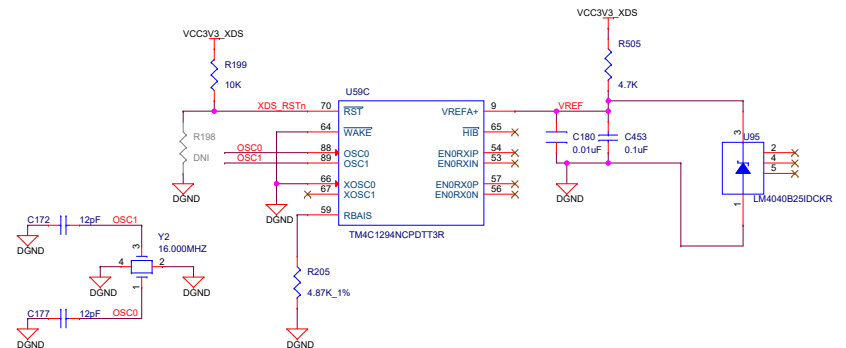 VCC3V3_XDS
VCC3V3_XDS
R199
10K
R505
4.7K
U59C
XDS_RSTn 70 RST VREFA+ 9 VREF
R198
DNI
64 WAKE HIB 65
OSC0 88 OSC0 EN0RXIP 54
OSC1 89 OSC1 EN0RXIN 53
66 XOSC0 EN0RX0P 57
67 XOSC1 EN0RX0N 56
59 RBAIS
TM4C1294NCPDTT3R
C180
0.01uF
C453
0.1uF
U95
3
2
4
5
1
LM4040B25IDCKR
DGND
DGND
DGND
C172 12pF OSC1
DGND
Y2
16.000MHZ
3
4 2
1
DGND
DGND
C177 12pF OSC0
DGND
R205
4.87K_1%
DGND